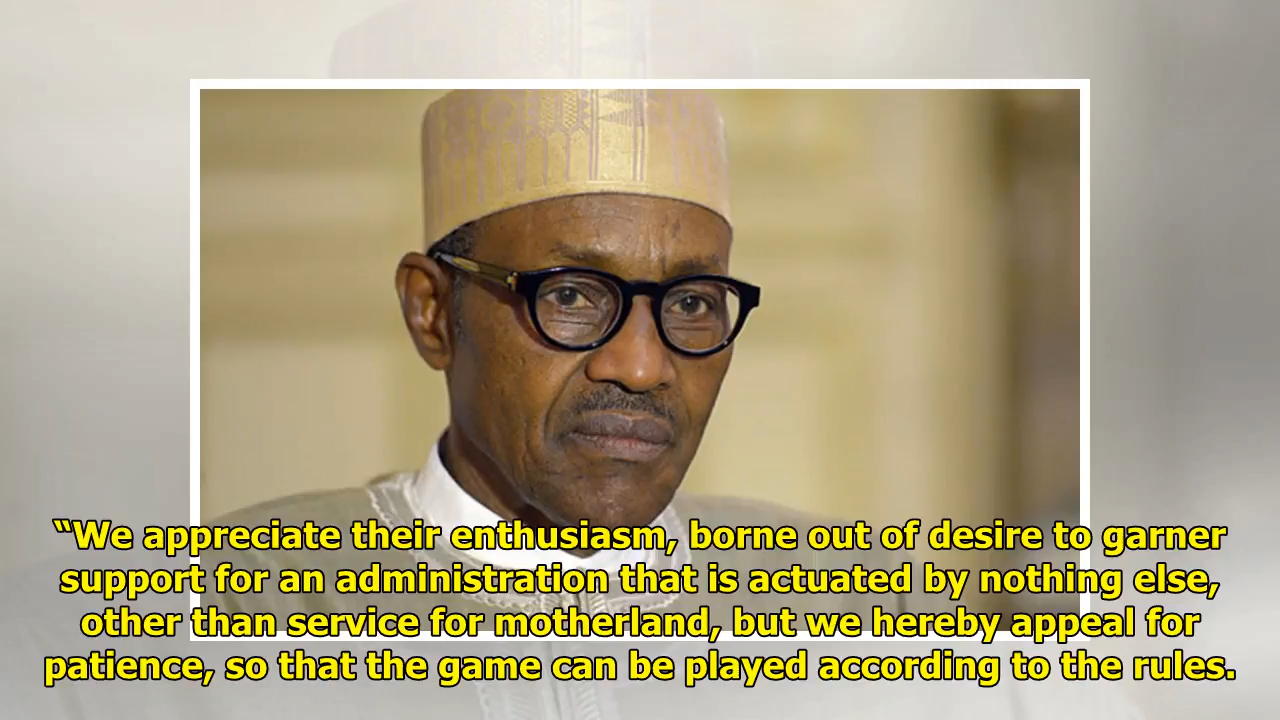 “We appreciate their enthusiasm, borne out of desire to garner
support for an administration that is actuated by nothing else,
other than service for motherland, but we hereby appeal for
patience, so that the game can be played according to the rules.